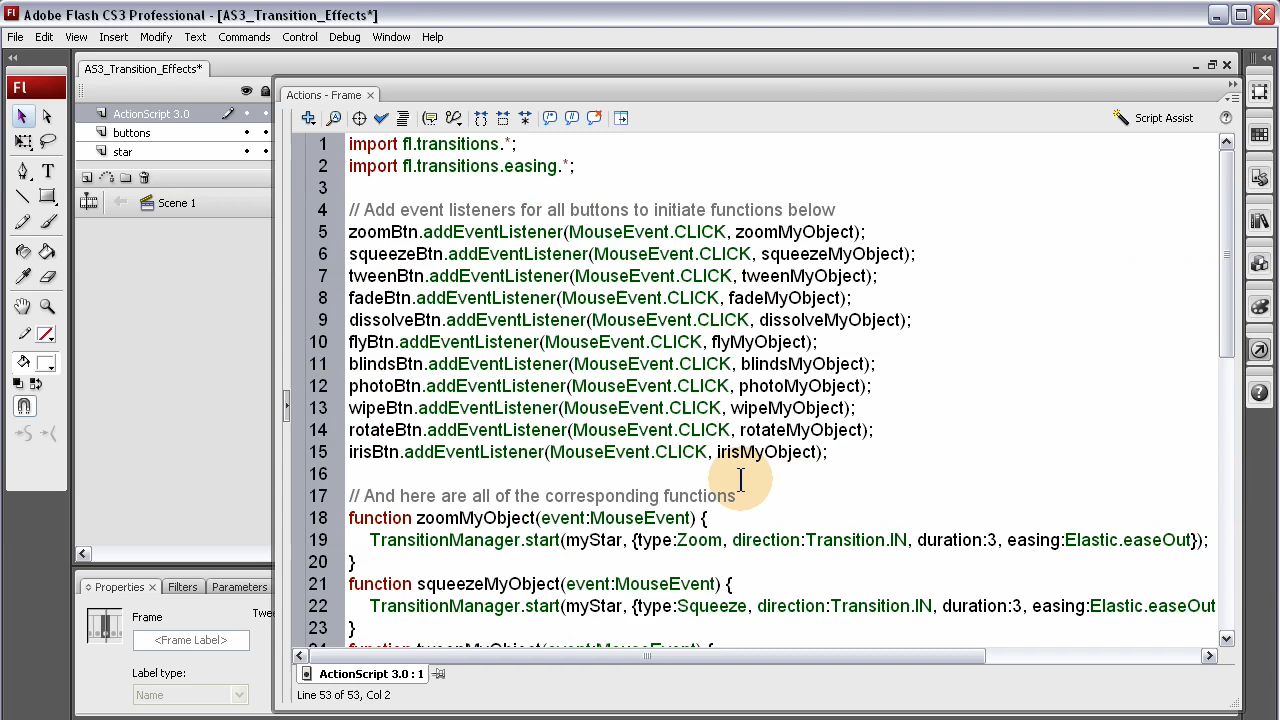 Fl Adobe Flash CS3 Professional - [AS3_Transition_Effects*]
File Edit View Insert Modify Text Commands Control Debug Window Help
AS3_Transition_Effects*
Fl
ActionScript 3.0
buttons
star
Scene 1
Actions - Frame
Script Assist
1 import fl.transitions.*;
2 import fl.transitions.easing.*;
3
4 // Add event listeners for all buttons to initiate functions below
5 zoomBtn.addEventListener(MouseEvent.CLICK, zoomMyObject);
6 squeezeBtn.addEventListener(MouseEvent.CLICK, squeezeMyObject);
7 tweenBtn.addEventListener(MouseEvent.CLICK, tweenMyObject);
8 fadeBtn.addEventListener(MouseEvent.CLICK, fadeMyObject);
9 dissolveBtn.addEventListener(MouseEvent.CLICK, dissolveMyObject);
10 flyBtn.addEventListener(MouseEvent.CLICK, flyMyObject);
11 blindsBtn.addEventListener(MouseEvent.CLICK, blindsMyObject);
12 photoBtn.addEventListener(MouseEvent.CLICK, photoMyObject);
13 wipeBtn.addEventListener(MouseEvent.CLICK, wipeMyObject);
14 rotateBtn.addEventListener(MouseEvent.CLICK, rotateMyObject);
15 irisBtn.addEventListener(MouseEvent.CLICK, irisMyObject);
16
17 // And here are all of the corresponding functions
18 function zoomMyObject(event:MouseEvent) {
19 TransitionManager.start(myStar, {type:Zoom, direction:Transition.IN, duration:3, easing:Elastic.easeOut});
20 }
21 function squeezeMyObject(event:MouseEvent) {
22 TransitionManager.start(myStar, {type:Squeeze, direction:Transition.IN, duration:3, easing:Elastic.easeOut
23 }
24 function tweenMyObject(event:MouseEvent) {
ActionScript 3.0 : 1
Line 53 of 53, Col 2
Properties Filters Parameters
Frame
Twee
<Frame Label>
Label type:
Name